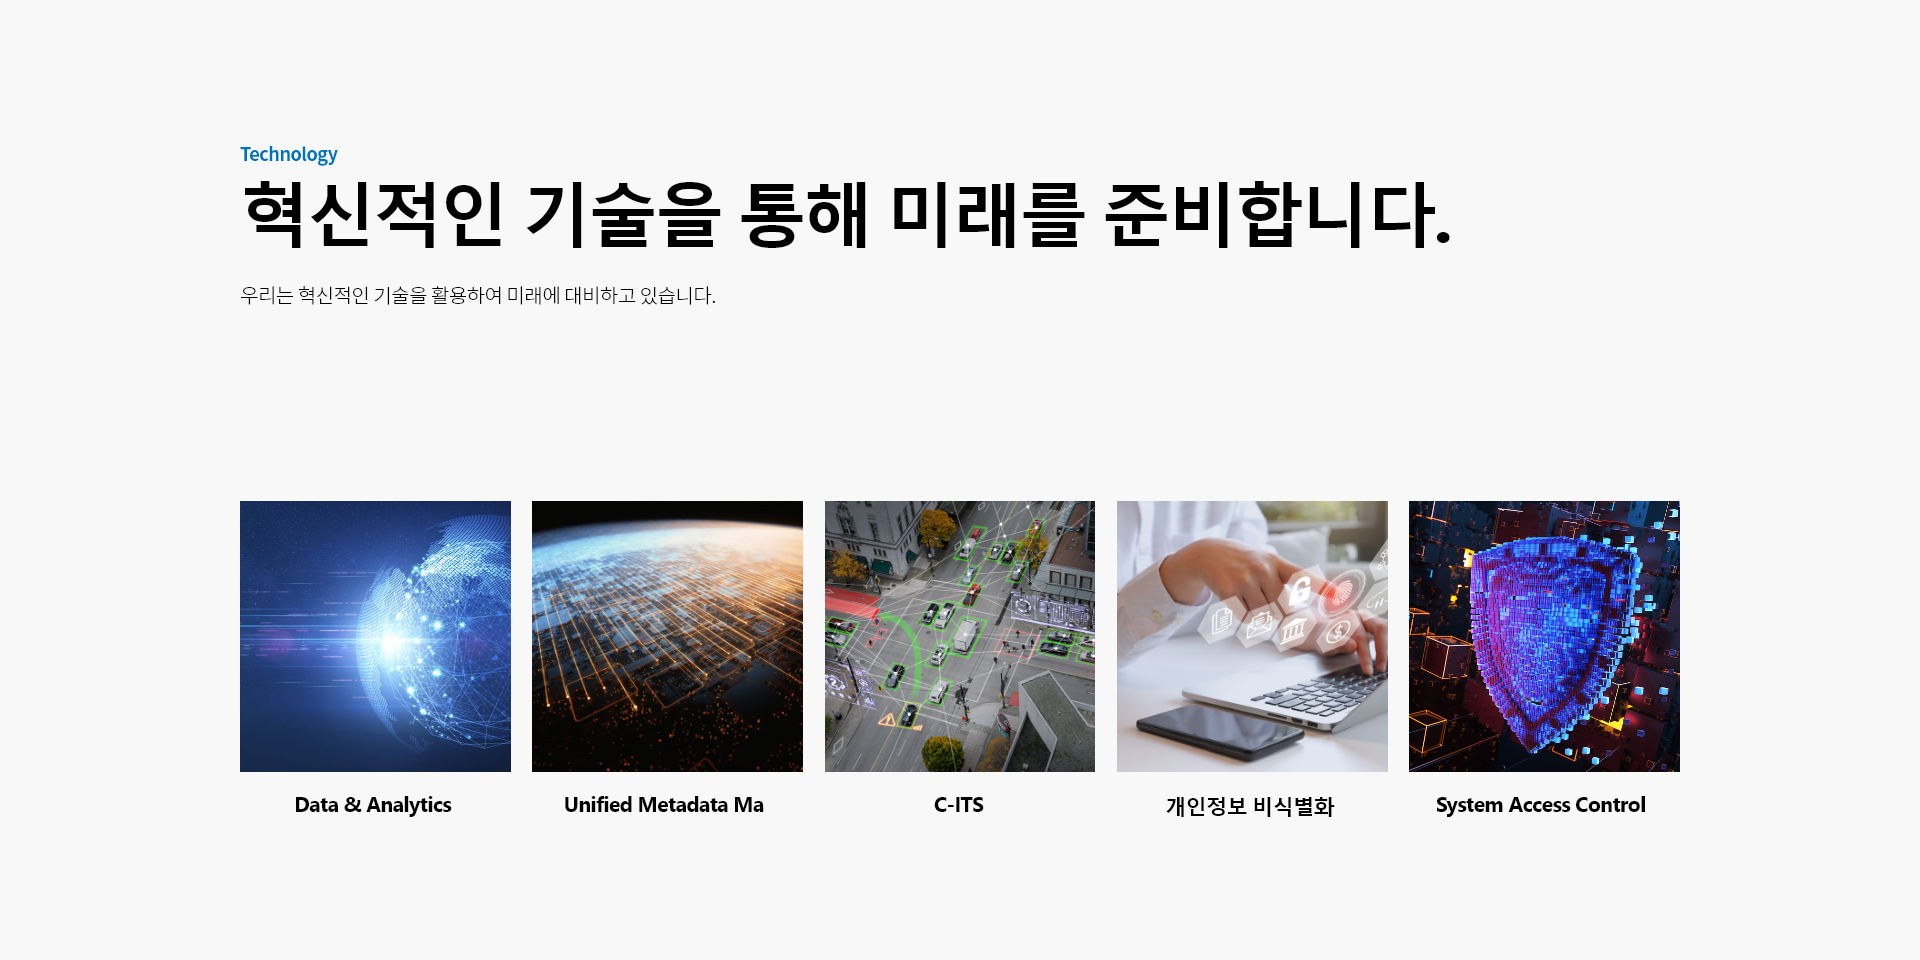 Technology
혁신적인 기술을 통해 미래를 준비합니다.
우리는 혁신적인 기술을 활용하여 미래에 대비하고 있습니다.
Data & Analytics
Unified Metadata Ma
C-ITS
개인정보 비식별화
System Access Control